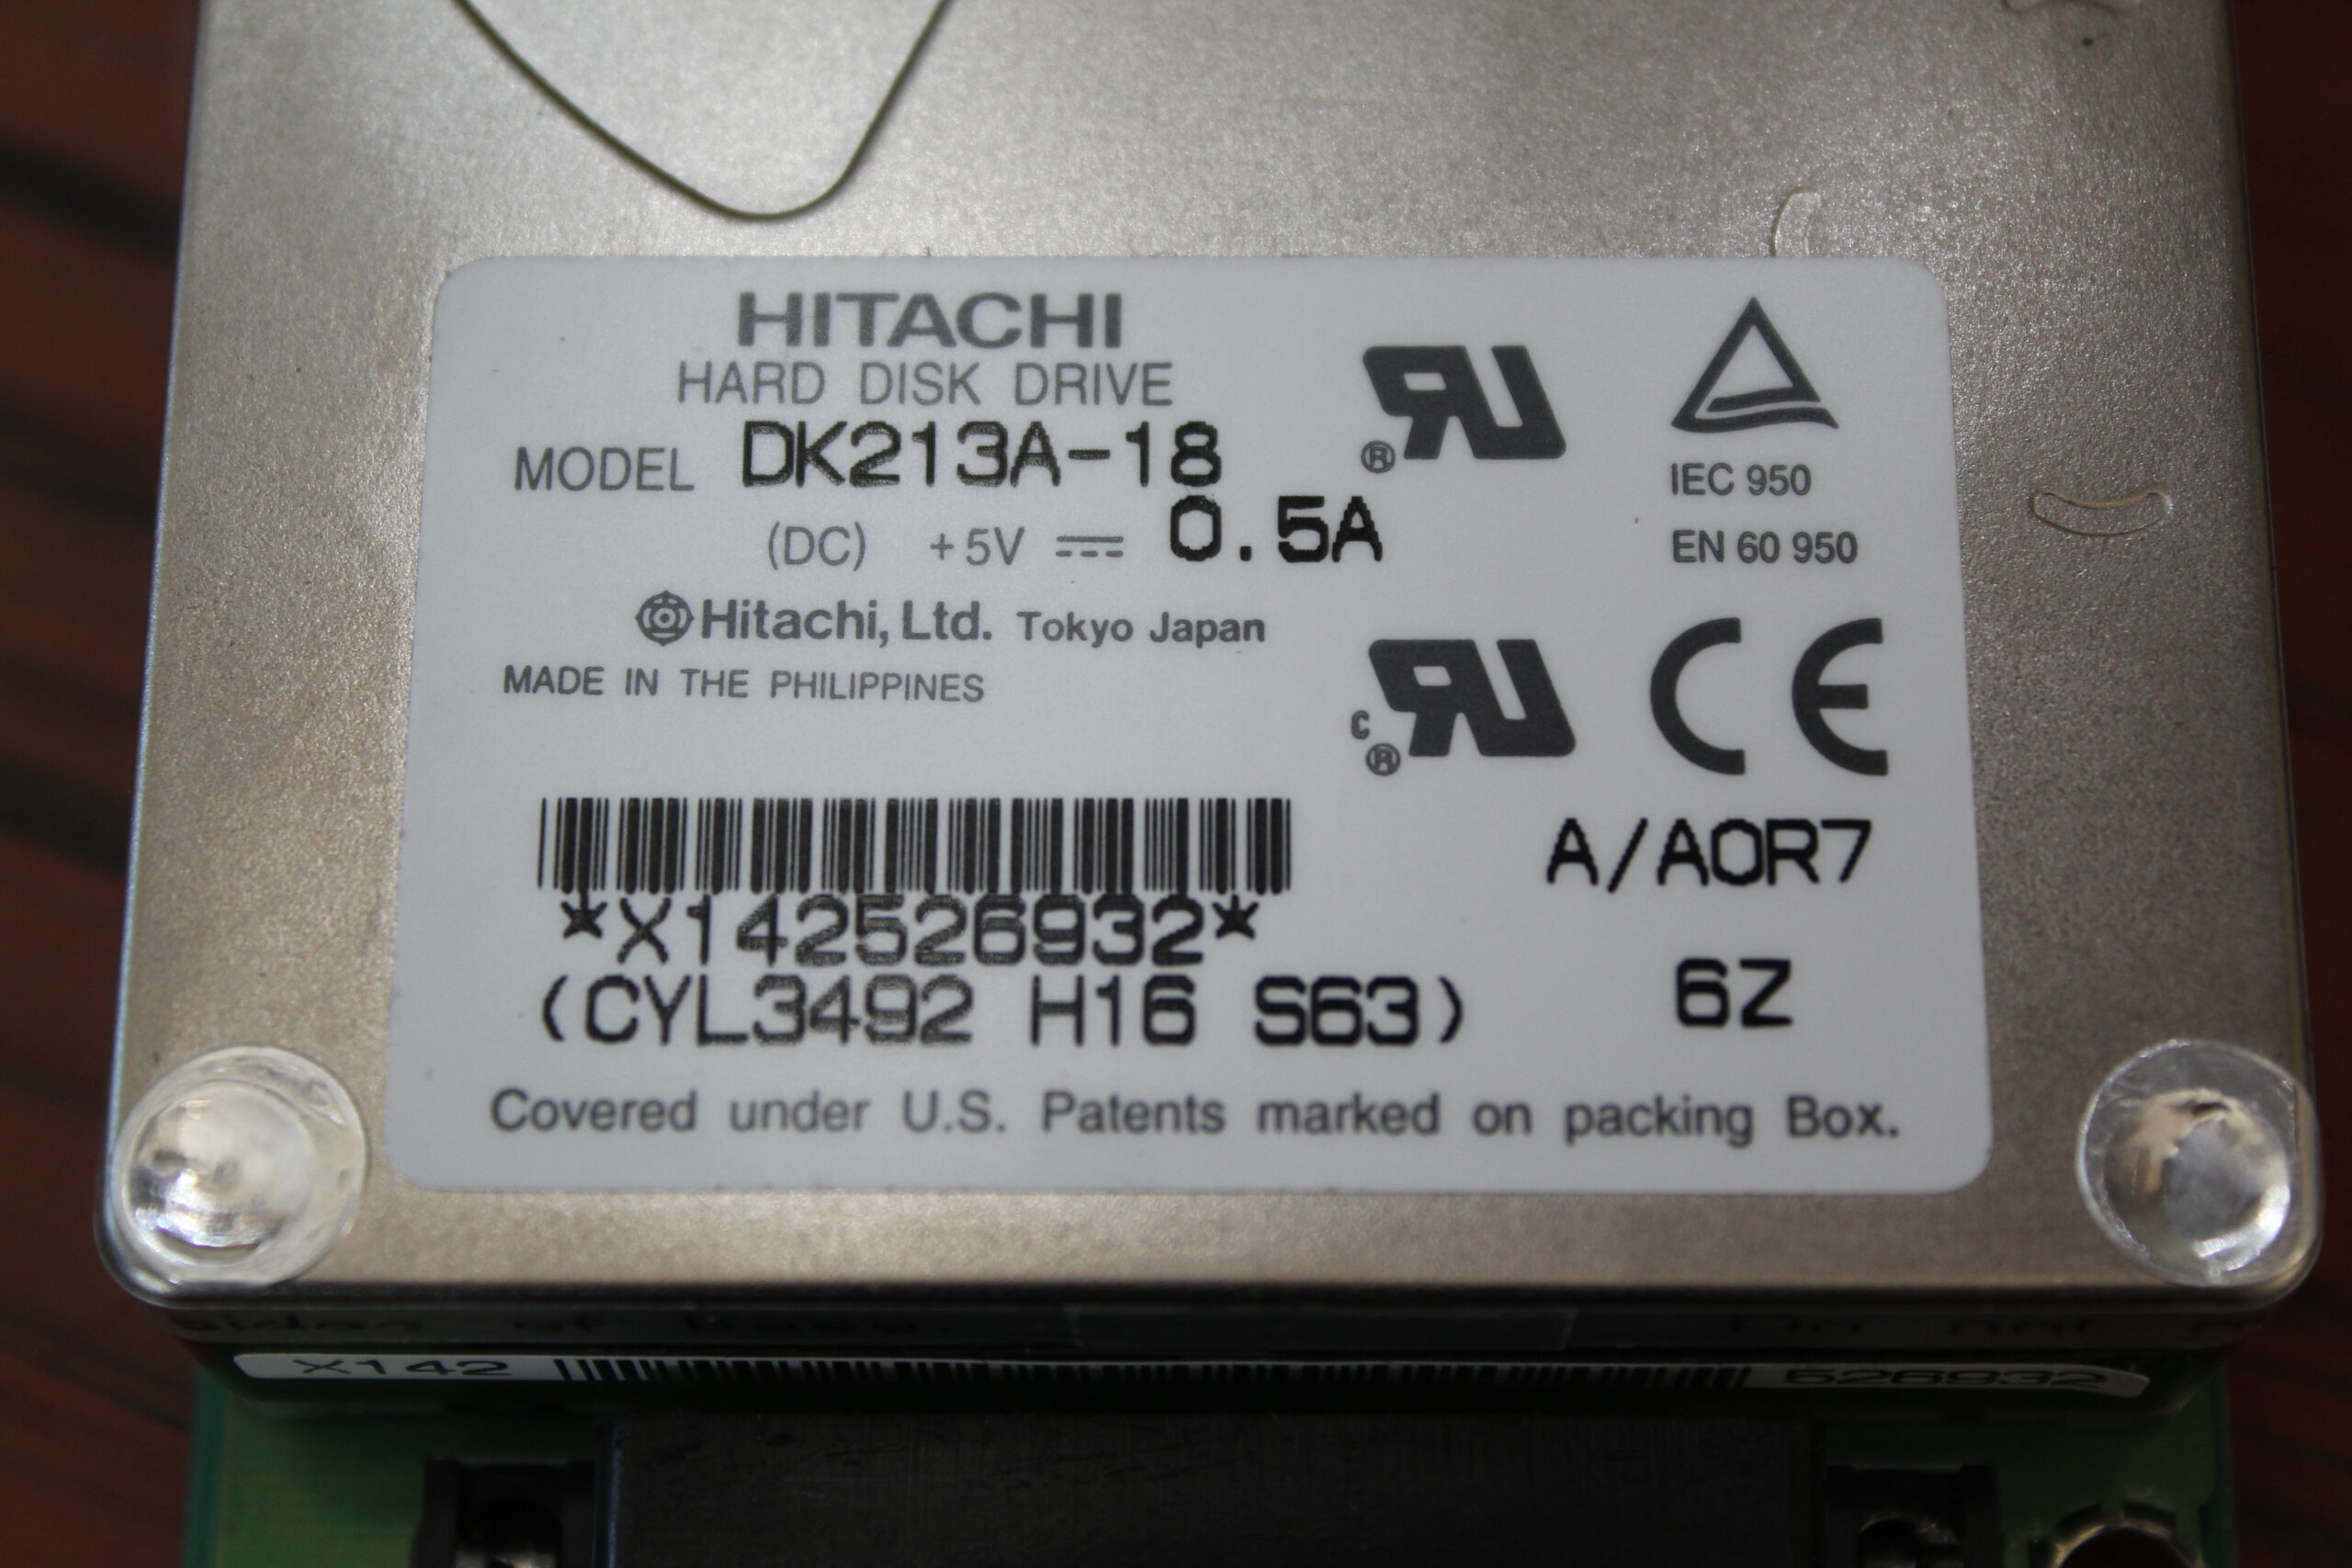 HITACHI
HARD DISK DRIVE
MODEL DK213A-18
(DC) +5V 0.5A
Hitachi, Ltd. Tokyo Japan
MADE IN THE PHILIPPINES
IEC 950
EN 60 950
CE
A/A0R7
*X142526932*
(CYL3492 H16 S63)
6Z
Covered under U.S. Patents marked on packing Box.
X142 526932